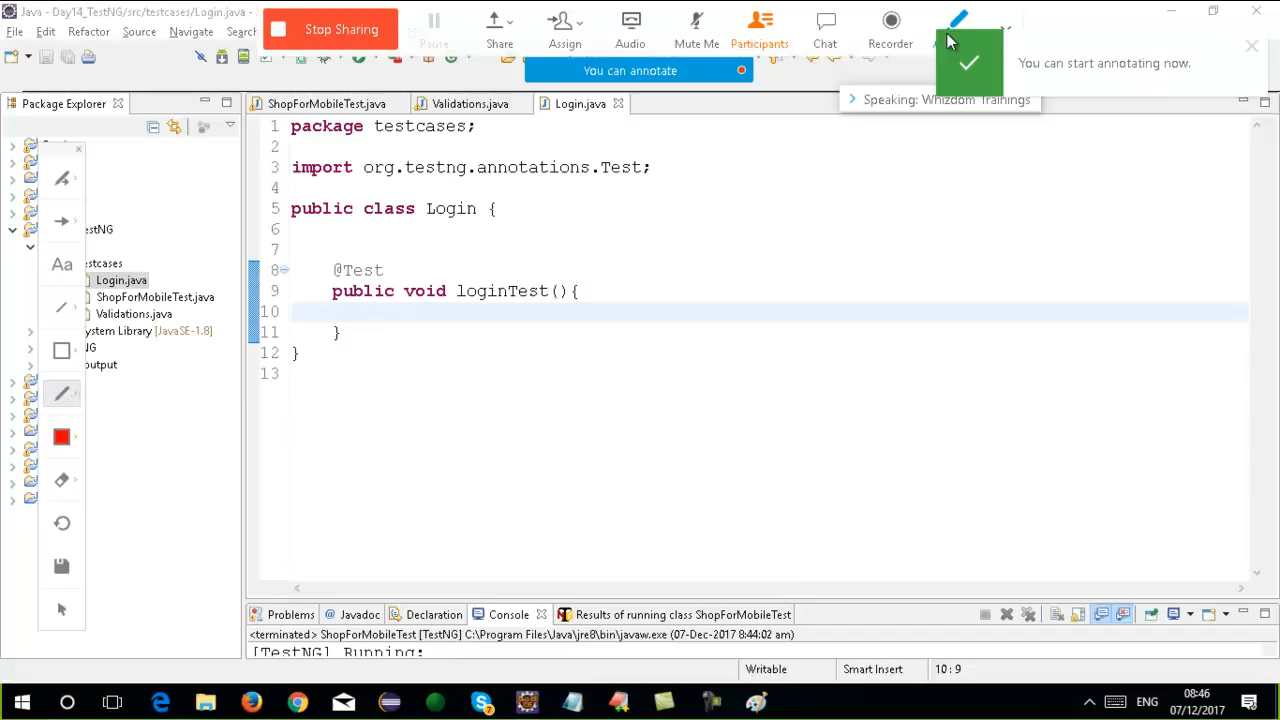 Java - Day14_TestNG/src/testcases/Login.java -
File Edit Refactor Source Navigate Search
Stop Sharing
Pause Share Assign Audio Mute Me Participants Chat Recorder
You can annotate
You can start annotating now.
Speaking: Whizdom Trainings
Package Explorer
ShopForMobileTest.java Validations.java Login.java
1 package testcases;
2
3 import org.testng.annotations.Test;
4
5 public class Login {
6
7
8 @Test
9 public void loginTest(){
10
11 }
12 }
13
Aa
estNG
stcases
Login.java
ShopForMobileTest.java
Validations.java
ystem Library [JavaSE-1.8]
NG
output
Problems @ Javadoc Declaration Console Results of running class ShopForMobileTest
<terminated> ShopForMobileTest [TestNG] C:\Program Files\Java\jre8\bin\javaw.exe (07-Dec-2017 8:44:02 am)
[TestNG] Running:
Writable Smart Insert 10 : 9
ENG
08:46
07/12/2017